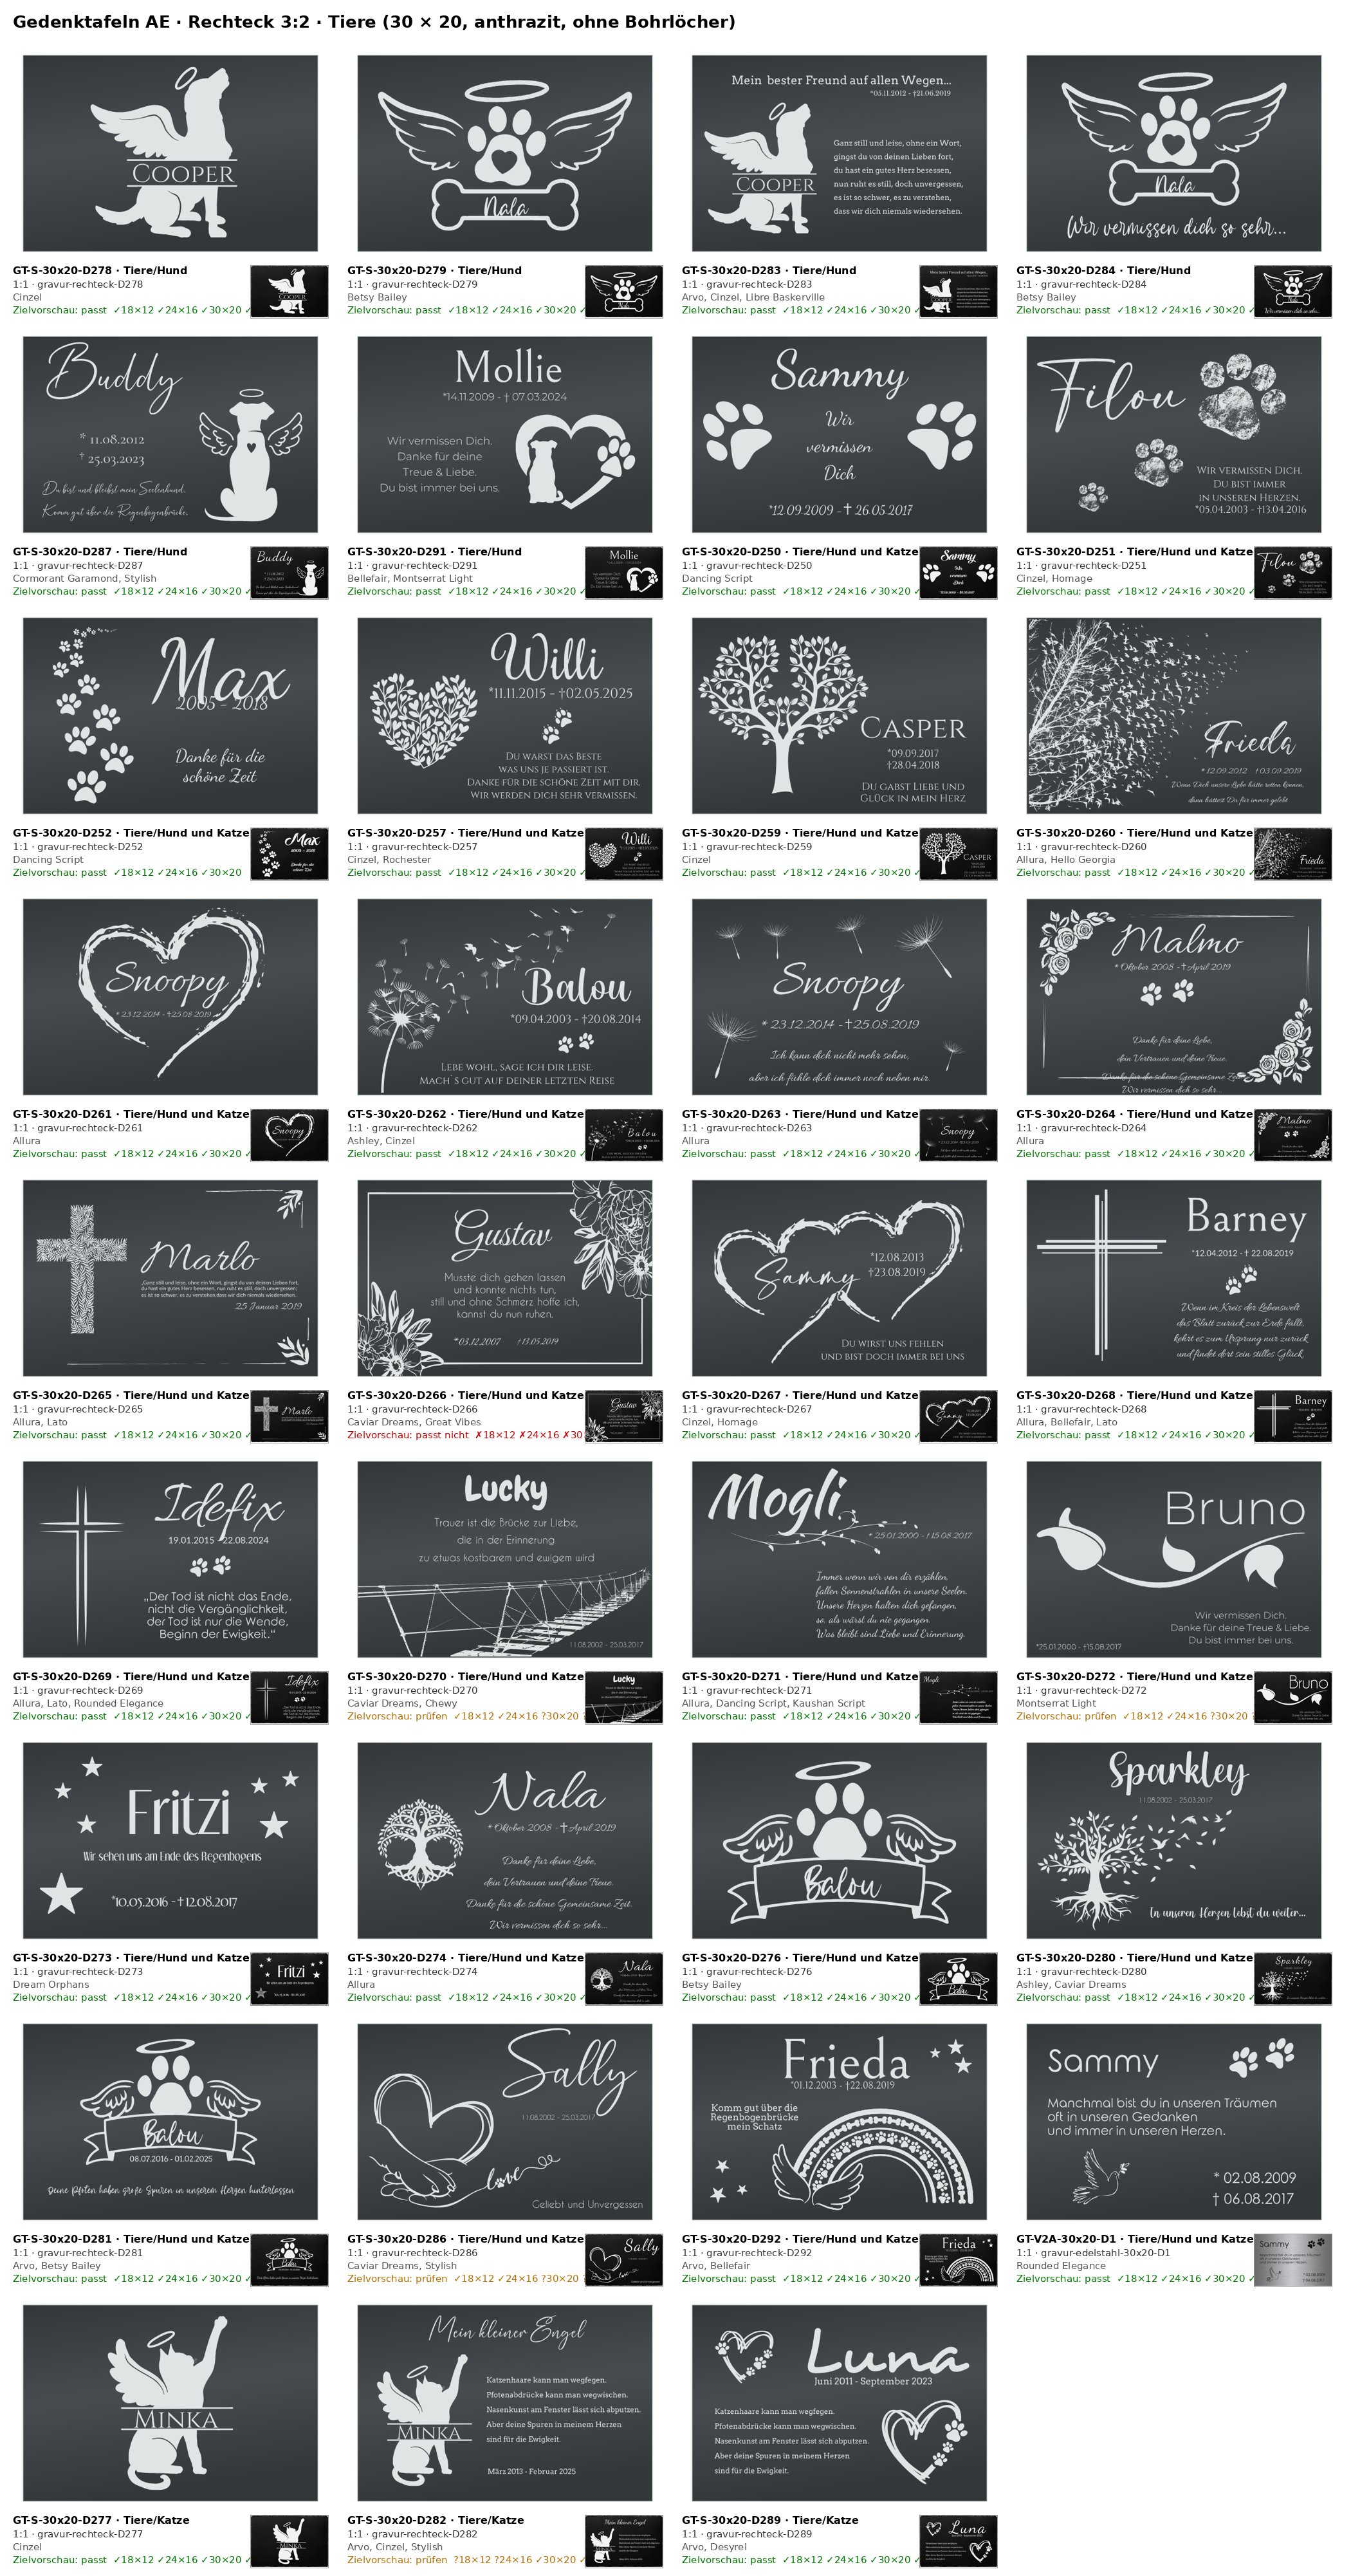 Gedenktafeln AE · Rechteck 3:2 · Tiere (30 × 20, anthrazit, ohne Bohrlöcher)
COOPER
GT-S-30x20-D278 · Tiere/Hund
1:1 · gravur-rechteck-D278
Cinzel
Zielvorschau: passt ✓18×12 ✓24×16 ✓30×20 ✓
Nala
GT-S-30x20-D279 · Tiere/Hund
1:1 · gravur-rechteck-D279
Betsy Bailey
Zielvorschau: passt ✓18×12 ✓24×16 ✓30×20 ✓
Mein bester Freund auf allen Wegen...
*05.11.2012 - †21.06.2019
COOPER
Ganz still und leise, ohne ein Wort,
gingst du von deinen Lieben fort,
du hast ein gutes Herz besessen,
nun ruht es still, doch unvergessen,
es ist so schwer, es zu verstehen,
dass wir dich niemals wiedersehen.
GT-S-30x20-D283 · Tiere/Hund
1:1 · gravur-rechteck-D283
Arvo, Cinzel, Libre Baskerville
Zielvorschau: passt ✓18×12 ✓24×16 ✓30×20 ✓
Nala
Wir vermissen dich so sehr...
GT-S-30x20-D284 · Tiere/Hund
1:1 · gravur-rechteck-D284
Betsy Bailey
Zielvorschau: passt ✓18×12 ✓24×16 ✓30×20 ✓
Buddy
* 11.08.2012
† 25.03.2023
Du bist und bleibst mein Seelenhund.
Komm gut über die Regenbogenbrücke.
GT-S-30x20-D287 · Tiere/Hund
1:1 · gravur-rechteck-D287
Cormorant Garamond, Stylish
Zielvorschau: passt ✓18×12 ✓24×16 ✓30×20 ✓
Mollie
*14.11.2009 - † 07.03.2024
Wir vermissen Dich.
Danke für deine
Treue & Liebe.
Du bist immer bei uns.
GT-S-30x20-D291 · Tiere/Hund
1:1 · gravur-rechteck-D291
Bellefair, Montserrat Light
Zielvorschau: passt ✓18×12 ✓24×16 ✓30×20 ✓
Sammy
Wir
vermissen
Dich
*12.09.2009 - † 26.05.2017
GT-S-30x20-D250 · Tiere/Hund und Katze
1:1 · gravur-rechteck-D250
Dancing Script
Zielvorschau: passt ✓18×12 ✓24×16 ✓30×20 ✓
Filou
WIR VERMISSEN DICH.
DU BIST IMMER
IN UNSEREN HERZEN.
*05.04.2003 - †13.04.2016
GT-S-30x20-D251 · Tiere/Hund und Katze
1:1 · gravur-rechteck-D251
Cinzel, Homage
Zielvorschau: passt ✓18×12 ✓24×16 ✓30×20 ✓
Max
2005 - 2018
Danke für die
schöne Zeit
GT-S-30x20-D252 · Tiere/Hund und Katze
1:1 · gravur-rechteck-D252
Dancing Script
Zielvorschau: passt ✓18×12 ✓24×16 ✓30×20
Willi
*11.11.2015 - †02.05.2025
DU WARST DAS BESTE
WAS UNS JE PASSIERT IST.
DANKE FÜR DIE SCHÖNE ZEIT MIT DIR.
WIR WERDEN DICH SEHR VERMISSEN.
GT-S-30x20-D257 · Tiere/Hund und Katze
1:1 · gravur-rechteck-D257
Cinzel, Rochester
Zielvorschau: passt ✓18×12 ✓24×16 ✓30×20 ✓
CASPER
*09.09.2017
†28.04.2018
DU GABST LIEBE UND
GLÜCK IN MEIN HERZ
GT-S-30x20-D259 · Tiere/Hund und Katze
1:1 · gravur-rechteck-D259
Cinzel
Zielvorschau: passt ✓18×12 ✓24×16 ✓30×20 ✓
Frieda
* 12.09.2012 † 03.09.2019
Wenn Dich unsere Liebe hätte retten können,
dann hättest Du für immer gelebt
GT-S-30x20-D260 · Tiere/Hund und Katze
1:1 · gravur-rechteck-D260
Allura, Hello Georgia
Zielvorschau: passt ✓18×12 ✓24×16 ✓30×20 ✓
Snoopy
* 23.12.2014 - †25.08.2019
GT-S-30x20-D261 · Tiere/Hund und Katze
1:1 · gravur-rechteck-D261
Allura
Zielvorschau: passt ✓18×12 ✓24×16 ✓30×20 ✓
Balou
*09.04.2003 - †20.08.2014
LEBE WOHL, SAGE ICH DIR LEISE.
MACH´S GUT AUF DEINER LETZTEN REISE
GT-S-30x20-D262 · Tiere/Hund und Katze
1:1 · gravur-rechteck-D262
Ashley, Cinzel
Zielvorschau: passt ✓18×12 ✓24×16 ✓30×20 ✓
Snoopy
* 23.12.2014 - †25.08.2019
Ich kann dich nicht mehr sehen,
aber ich fühle dich immer noch neben mir.
GT-S-30x20-D263 · Tiere/Hund und Katze
1:1 · gravur-rechteck-D263
Allura
Zielvorschau: passt ✓18×12 ✓24×16 ✓30×20 ✓
Malmo
* Oktober 2008 - †April 2019
Danke für deine Liebe,
dein Vertrauen und deine Treue.
Danke für die schöne Gemeinsame Zeit.
Wir vermissen dich so sehr...
GT-S-30x20-D264 · Tiere/Hund und Katze
1:1 · gravur-rechteck-D264
Allura
Zielvorschau: passt ✓18×12 ✓24×16 ✓30×20 ✓
Marlo
„Ganz still und leise, ohne ein Wort, gingst du von deinen Lieben fort,
du hast ein gutes Herz besessen, nun ruht es still, doch unvergessen;
es ist so schwer, es zu verstehen,dass wir dich niemals wiedersehen.
25 Januar 2019
GT-S-30x20-D265 · Tiere/Hund und Katze
1:1 · gravur-rechteck-D265
Allura, Lato
Zielvorschau: passt ✓18×12 ✓24×16 ✓30×20 ✓
Gustav
Musste dich gehen lassen
und konnte nichts tun,
still und ohne Schmerz hoffe ich,
kannst du nun ruhen.
*03.12.2007 †13.05.2019
GT-S-30x20-D266 · Tiere/Hund und Katze
1:1 · gravur-rechteck-D266
Caviar Dreams, Great Vibes
Zielvorschau: passt nicht ✗18×12 ✗24×16 ✗30
Sammy
*12.08.2013
†23.08.2019
DU WIRST UNS FEHLEN
UND BIST DOCH IMMER BEI UNS
GT-S-30x20-D267 · Tiere/Hund und Katze
1:1 · gravur-rechteck-D267
Cinzel, Homage
Zielvorschau: passt ✓18×12 ✓24×16 ✓30×20 ✓
Barney
*12.04.2012 - † 22.08.2019
Wenn im Kreis der Lebenswelt
das Blatt zurück zur Erde fällt,
kehrt es zum Ursprung nur zurück
und findet dort sein stilles Glück
GT-S-30x20-D268 · Tiere/Hund und Katze
1:1 · gravur-rechteck-D268
Allura, Bellefair, Lato
Zielvorschau: passt ✓18×12 ✓24×16 ✓30×20 ✓
Idefix
19.01.2015 22.08.2024
„Der Tod ist nicht das Ende,
nicht die Vergänglichkeit,
der Tod ist nur die Wende,
Beginn der Ewigkeit.“
GT-S-30x20-D269 · Tiere/Hund und Katze
1:1 · gravur-rechteck-D269
Allura, Lato, Rounded Elegance
Zielvorschau: passt ✓18×12 ✓24×16 ✓30×20 ✓
Lucky
Trauer ist die Brücke zur Liebe,
die in der Erinnerung
zu etwas kostbarem und ewigem wird
11.08.2002 - 25.03.2017
GT-S-30x20-D270 · Tiere/Hund und Katze
1:1 · gravur-rechteck-D270
Caviar Dreams, Chewy
Zielvorschau: prüfen ✓18×12 ✓24×16 ?30×20 ?
Mogli
* 25.01.2000 - †15.08.2017
Immer wenn wir von dir erzählen,
fallen Sonnenstrahlen in unsere Seelen.
Unsere Herzen halten dich gefangen,
so, als wärst du nie gegangen.
Was bleibt sind Liebe und Erinnerung.
GT-S-30x20-D271 · Tiere/Hund und Katze
1:1 · gravur-rechteck-D271
Allura, Dancing Script, Kaushan Script
Zielvorschau: passt ✓18×12 ✓24×16 ✓30×20 ✓
Bruno
Wir vermissen Dich.
Danke für deine Treue & Liebe.
Du bist immer bei uns.
*25.01.2000 - †15.08.2017
GT-S-30x20-D272 · Tiere/Hund und Katze
1:1 · gravur-rechteck-D272
Montserrat Light
Zielvorschau: prüfen ✓18×12 ✓24×16 ?30×20 ?
Fritzi
Wir sehen uns am Ende des Regenbogens
*10.05.2016 - †12.08.2017
GT-S-30x20-D273 · Tiere/Hund und Katze
1:1 · gravur-rechteck-D273
Dream Orphans
Zielvorschau: passt ✓18×12 ✓24×16 ✓30×20 ✓
Nala
* Oktober 2008 - †April 2019
Danke für deine Liebe,
dein Vertrauen und deine Treue.
Danke für die schöne Gemeinsame Zeit.
Wir vermissen dich so sehr...
GT-S-30x20-D274 · Tiere/Hund und Katze
1:1 · gravur-rechteck-D274
Allura
Zielvorschau: passt ✓18×12 ✓24×16 ✓30×20 ✓
Balou
GT-S-30x20-D276 · Tiere/Hund und Katze
1:1 · gravur-rechteck-D276
Betsy Bailey
Zielvorschau: passt ✓18×12 ✓24×16 ✓30×20 ✓
Sparkley
11.08.2002 - 25.03.2017
In unseren Herzen lebst du weiter...
GT-S-30x20-D280 · Tiere/Hund und Katze
1:1 · gravur-rechteck-D280
Ashley, Caviar Dreams
Zielvorschau: passt ✓18×12 ✓24×16 ✓30×20 ✓
Balou
08.07.2016 - 01.02.2025
Deine Pfoten haben große Spuren in unserem Herzen hinterlassen
GT-S-30x20-D281 · Tiere/Hund und Katze
1:1 · gravur-rechteck-D281
Arvo, Betsy Bailey
Zielvorschau: passt ✓18×12 ✓24×16 ✓30×20 ✓
Sally
11.08.2002 - 25.03.2017
love
Geliebt und Unvergessen
GT-S-30x20-D286 · Tiere/Hund und Katze
1:1 · gravur-rechteck-D286
Caviar Dreams, Stylish
Zielvorschau: prüfen ✓18×12 ✓24×16 ?30×20 ?
Frieda
*01.12.2003 - †22.08.2019
Komm gut über die
Regenbogenbrücke
mein Schatz
GT-S-30x20-D292 · Tiere/Hund und Katze
1:1 · gravur-rechteck-D292
Arvo, Bellefair
Zielvorschau: passt ✓18×12 ✓24×16 ✓30×20 ✓
Sammy
Manchmal bist du in unseren Träumen
oft in unseren Gedanken
und immer in unseren Herzen.
* 02.08.2009
† 06.08.2017
GT-V2A-30x20-D1 · Tiere/Hund und Katze
1:1 · gravur-edelstahl-30x20-D1
Rounded Elegance
Zielvorschau: passt ✓18×12 ✓24×16 ✓30×20 ✓
MINKA
GT-S-30x20-D277 · Tiere/Katze
1:1 · gravur-rechteck-D277
Cinzel
Zielvorschau: passt ✓18×12 ✓24×16 ✓30×20 ✓
Mein kleiner Engel
MINKA
Katzenhaare kann man wegfegen.
Pfotenabdrücke kann man wegwischen.
Nasenkunst am Fenster lässt sich abputzen.
Aber deine Spuren in meinem Herzen
sind für die Ewigkeit.
März 2013 - Februar 2025
GT-S-30x20-D282 · Tiere/Katze
1:1 · gravur-rechteck-D282
Arvo, Cinzel, Stylish
Zielvorschau: prüfen ?18×12 ?24×16 ✓30×20 ✓
Luna
Juni 2011 - September 2023
Katzenhaare kann man wegfegen.
Pfotenabdrücke kann man wegwischen.
Nasenkunst am Fenster lässt sich abputzen.
Aber deine Spuren in meinem Herzen
sind für die Ewigkeit.
GT-S-30x20-D289 · Tiere/Katze
1:1 · gravur-rechteck-D289
Arvo, Desyrel
Zielvorschau: passt ✓18×12 ✓24×16 ✓30×20 ✓